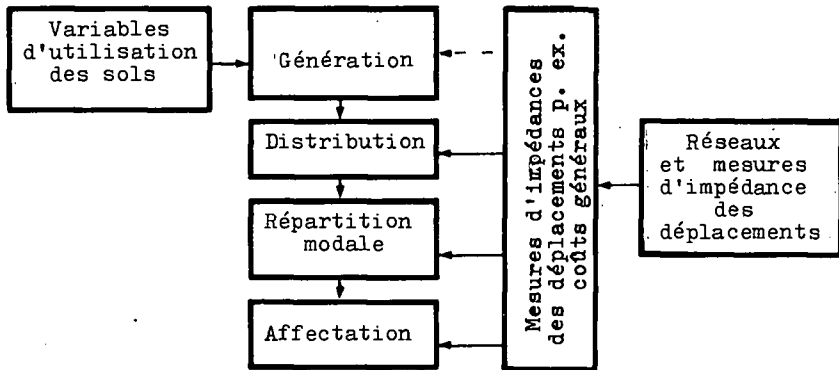 Variables
d'utilisation
des sols
Génération
Distribution
Répartition
modale
Affectation
Mesures d'impédances
des déplacements p. ex.
coûts généraux
Réseaux
et mesures
d'impédance
des
déplacements